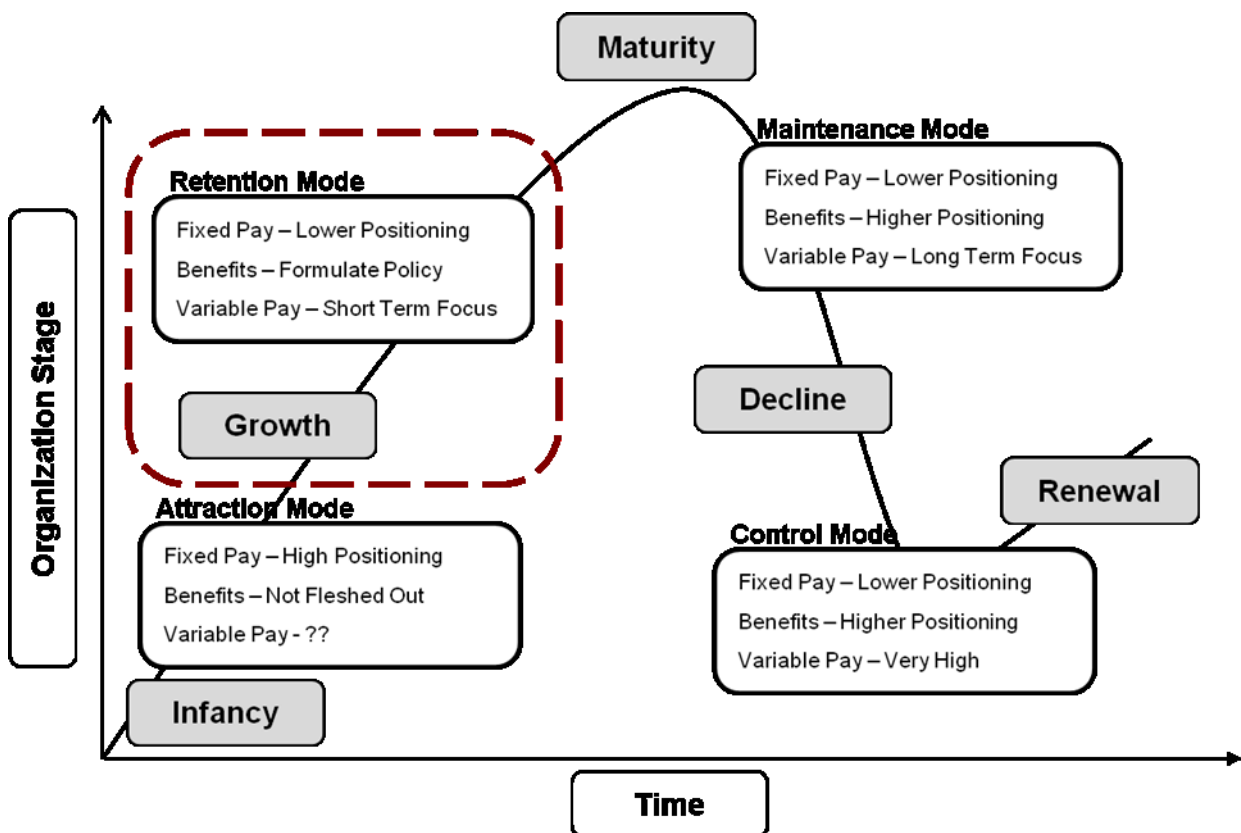 Maturity
Maintenance Mode
Fixed Pay – Lower Positioning
Benefits – Higher Positioning
Variable Pay – Long Term Focus
Retention Mode
Fixed Pay – Lower Positioning
Benefits – Formulate Policy
Variable Pay – Short Term Focus
Organization Stage
Growth
Decline
Attraction Mode
Fixed Pay – High Positioning
Benefits – Not Fleshed Out
Variable Pay - ??
Renewal
Control Mode
Fixed Pay – Lower Positioning
Benefits – Higher Positioning
Variable Pay – Very High
Infancy
Time